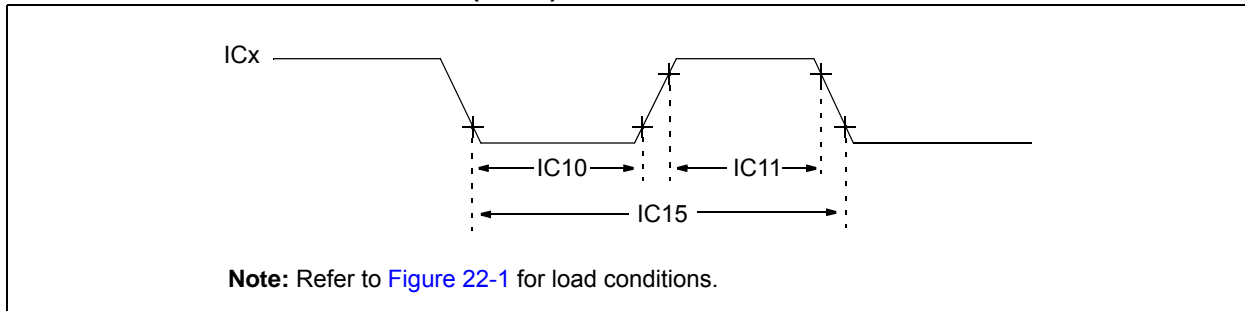 ICx
IC10
IC11
IC15
Note: Refer to Figure 22-1 for load conditions.